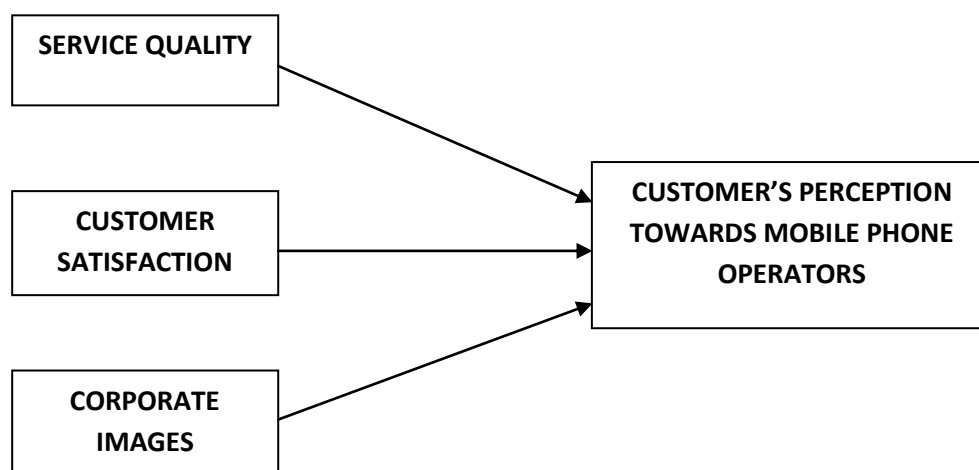 SERVICE QUALITY
CUSTOMER
SATISFACTION
CORPORATE
IMAGES
CUSTOMER’S PERCEPTION
TOWARDS MOBILE PHONE
OPERATORS